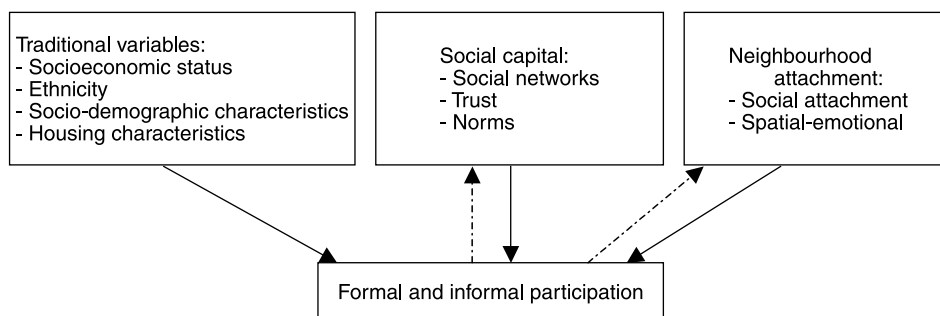 Traditional variables:
- Socioeconomic status
- Ethnicity
- Socio-demographic characteristics
- Housing characteristics
Social capital:
- Social networks
- Trust
- Norms
Neighbourhood
attachment:
- Social attachment
- Spatial-emotional
Formal and informal participation